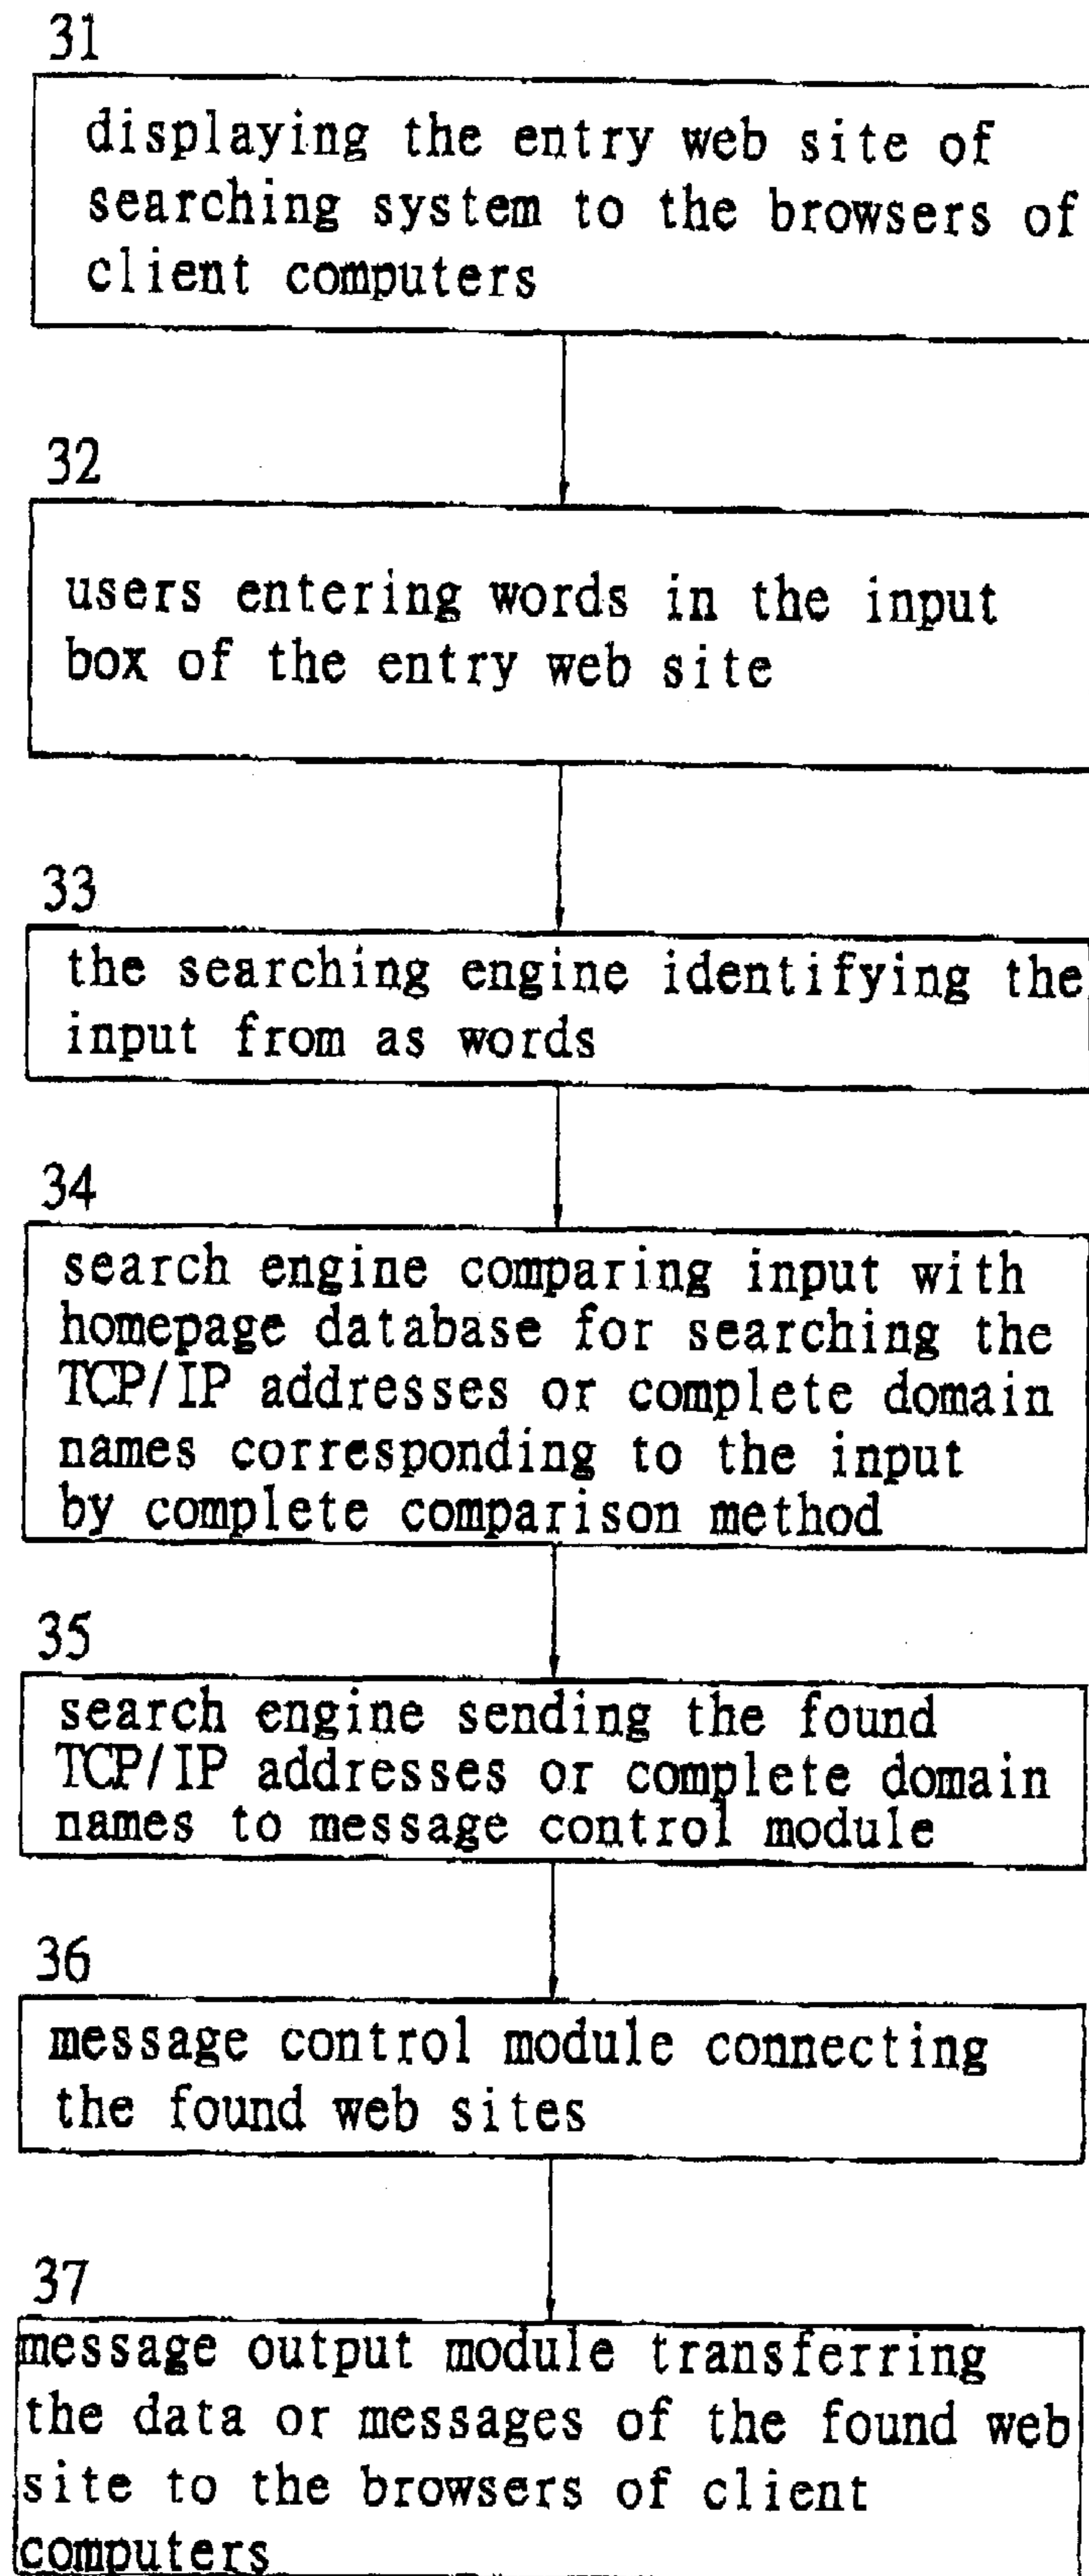 31
displaying the entry web site of
searching system to the browsers of
client computers
32
users entering words in the input
box of the entry web site
33
the searching engine identifying the
input from as words
34
search engine comparing input with
homepage database for searching the
TCP/IP addresses or complete domain
names corresponding to the input
by complete comparison method
35
search engine sending the found
TCP/IP addresses or complete domain
names to message control module
36
message control module connecting
the found web sites
37
message output module transferring
the data or messages of the found web
site to the browsers of client
computers